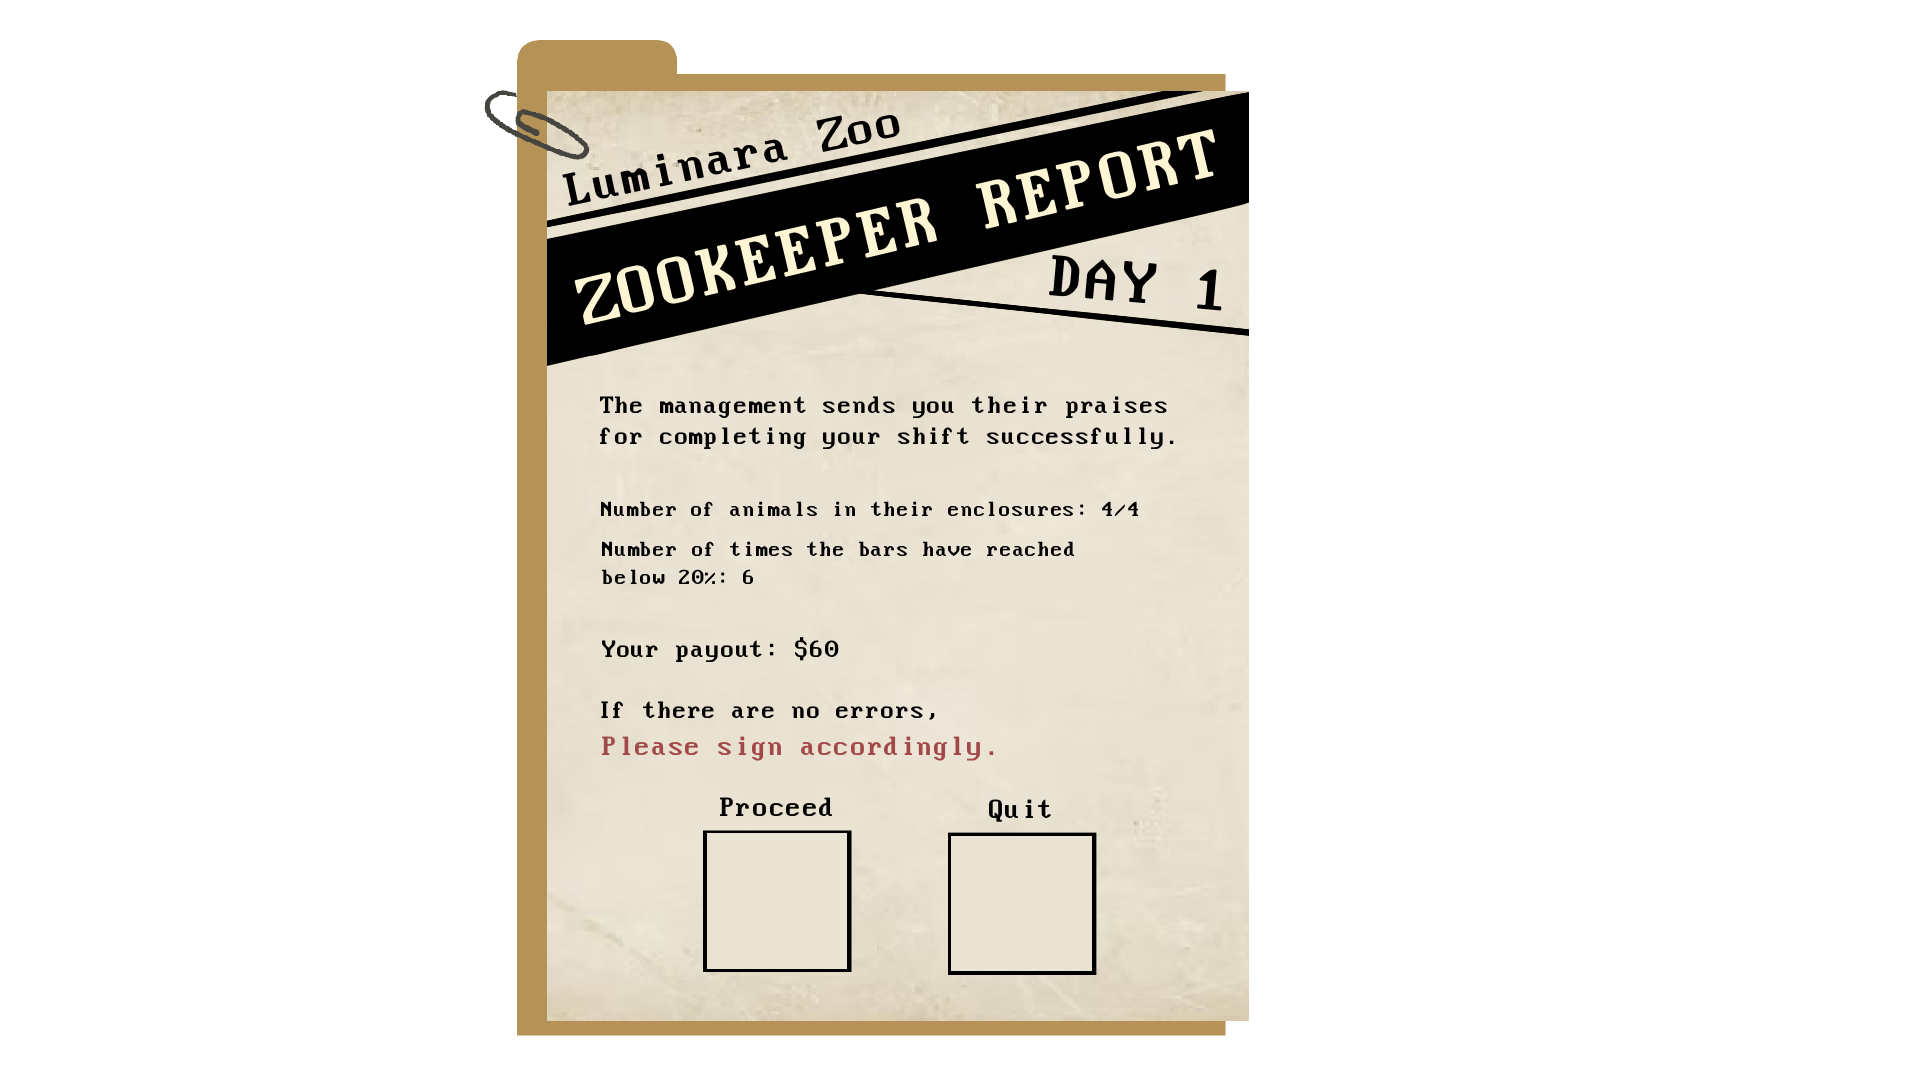 Luminara Zoo
ZOOKEEPER REPORT
DAY 1
The management sends you their praises
for completing your shift successfully.
Number of animals in their enclosures: 4/4
Number of times the bars have reached
below 20%: 6
Your payout: $60
If there are no errors,
Please sign accordingly.
Proceed
Quit